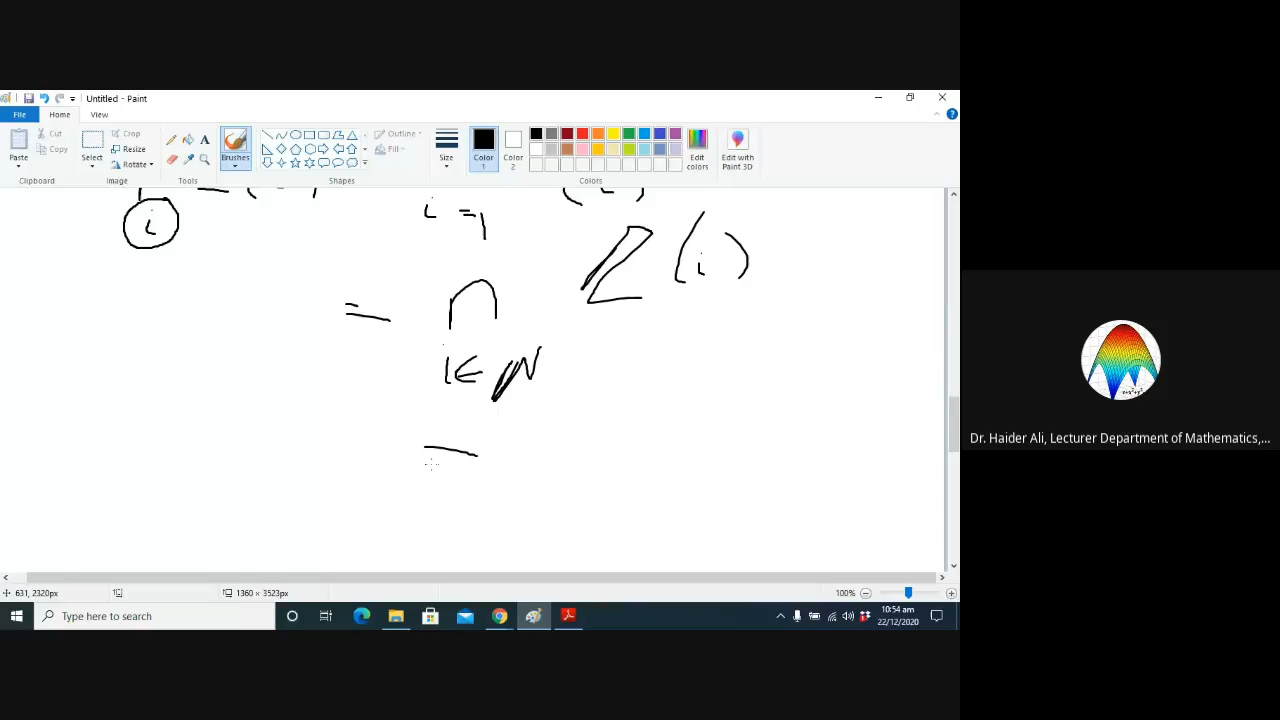 Untitled - Paint
File Home View
Paste Cut Copy Select Crop Resize Rotate Brushes Outline Fill Size Color 1 Color 2 Edit colors Edit with Paint 3D
Clipboard Image Tools Shapes Colors
i
i = 1
ℤ (i)
= ∩
i ∈ ℕ
Dr. Haider Ali, Lecturer Department of Mathematics,...
631, 2320px 1360 × 3523px 100%
Type here to search 10:54 am
22/12/2020